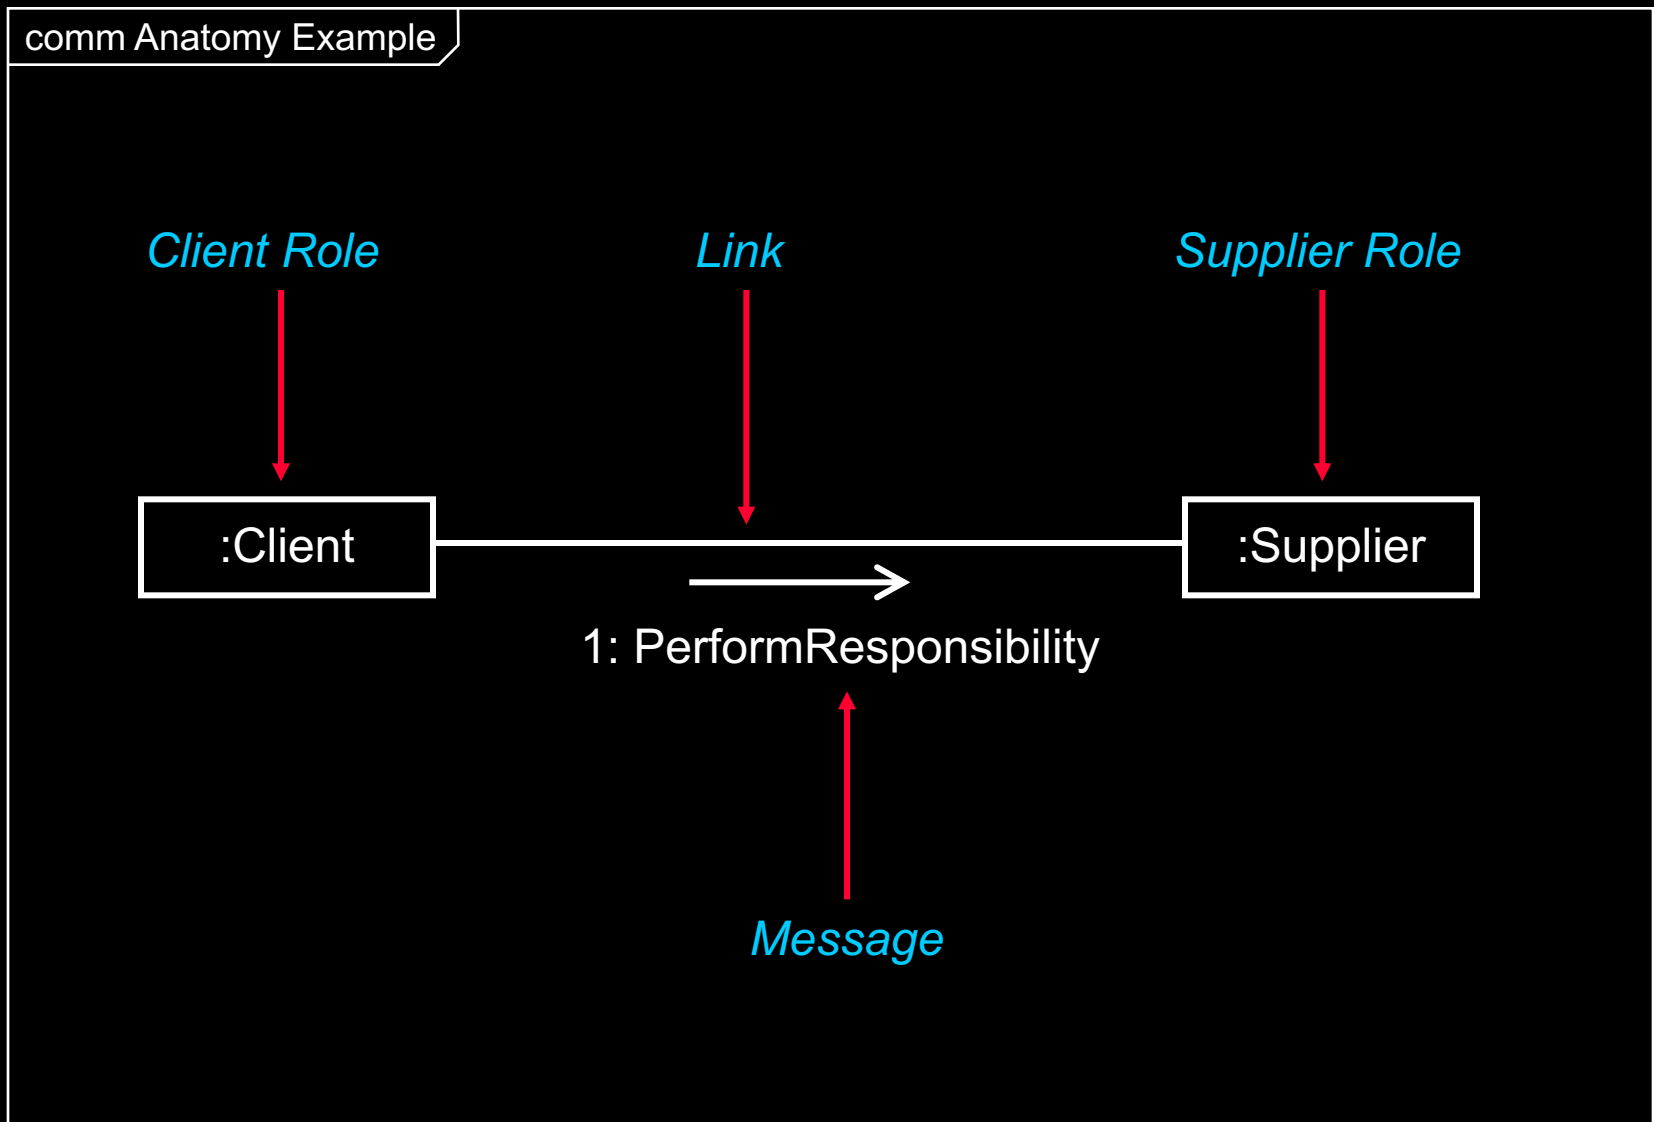 comm Anatomy Example
Client Role
Link
Supplier Role
:Client
:Supplier
1: PerformResponsibility
Message